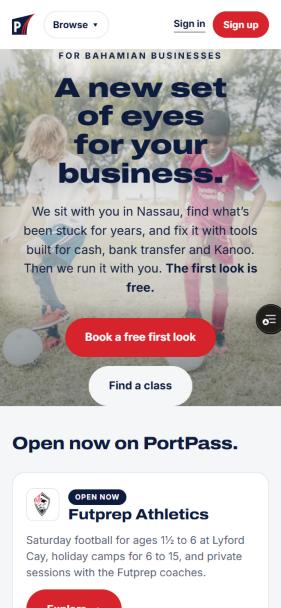 P
Browse ▼
Sign in
Sign up
FOR BAHAMIAN BUSINESSES
A new set
of eyes
for your
business.
We sit with you in Nassau, find what's
been stuck for years, and fix it with tools
built for cash, bank transfer and Kanoo.
Then we run it with you. The first look is
free.
Book a free first look
Find a class
Open now on PortPass.
OPEN NOW
Futprep Athletics
Saturday football for ages 1½ to 6 at Lyford
Cay, holiday camps for 6 to 15, and private
sessions with the Futprep coaches.
Explore